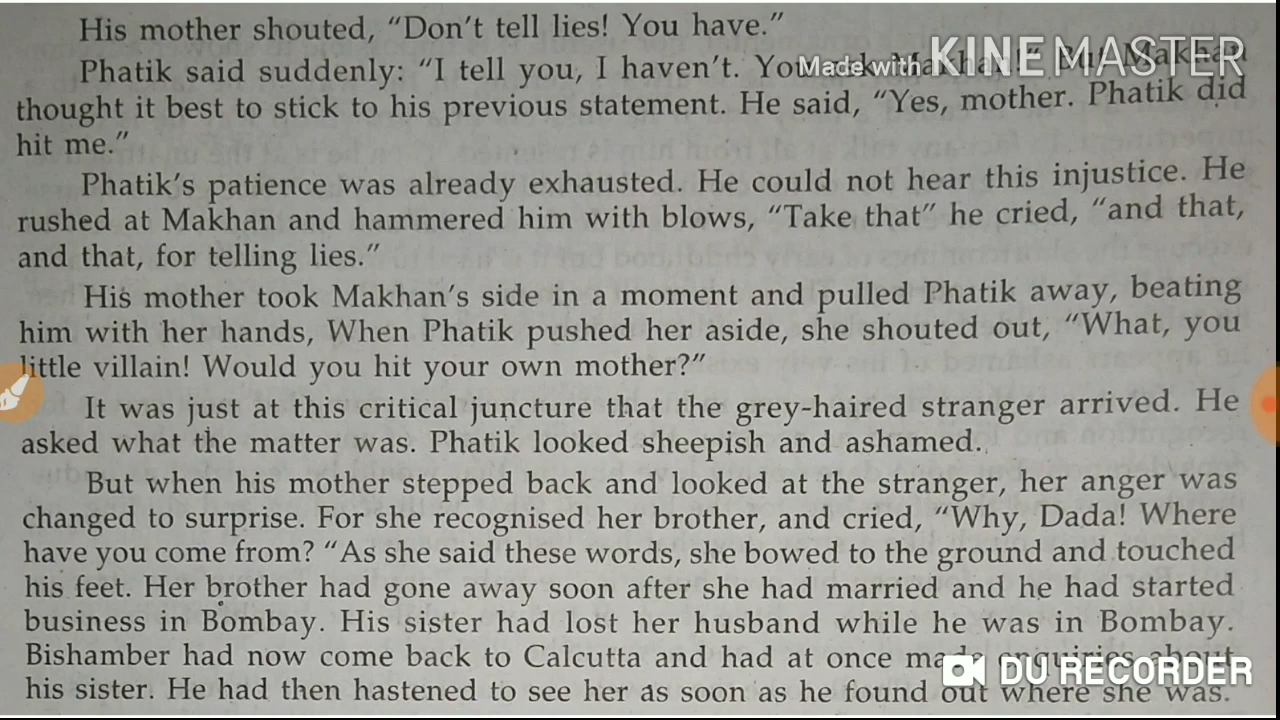 His mother shouted, “Don’t tell lies! You have.”
Phatik said suddenly: “I tell you, I haven’t. You Makhan!” But Makhan
Made with KINEMASTER
thought it best to stick to his previous statement. He said, “Yes, mother. Phatik did
hit me.”
Phatik’s patience was already exhausted. He could not hear this injustice. He
rushed at Makhan and hammered him with blows, “Take that” he cried, “and that,
and that, for telling lies.”
His mother took Makhan’s side in a moment and pulled Phatik away, beating
him with her hands, When Phatik pushed her aside, she shouted out, “What, you
little villain! Would you hit your own mother?”
It was just at this critical juncture that the grey-haired stranger arrived. He
asked what the matter was. Phatik looked sheepish and ashamed.
But when his mother stepped back and looked at the stranger, her anger was
changed to surprise. For she recognised her brother, and cried, “Why, Dada! Where
have you come from? “As she said these words, she bowed to the ground and touched
his feet. Her brother had gone away soon after she had married and he had started
business in Bombay. His sister had lost her husband while he was in Bombay.
Bishamber had now come back to Calcutta and had at once made enquiries about
DU RECORDER
his sister. He had then hastened to see her as soon as he found out where she was.